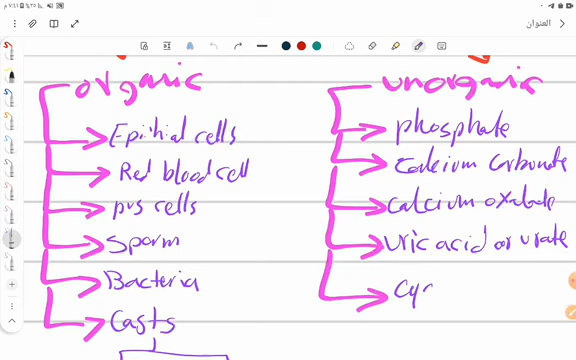 العنوان
organic
Epithial cells
Red blood cell
pus cells
Sporm
Bacteria
Casts
unorganic
phosphate
Calcium Carbonate
Calcium oxalate
Uric acid or urate
Cyr